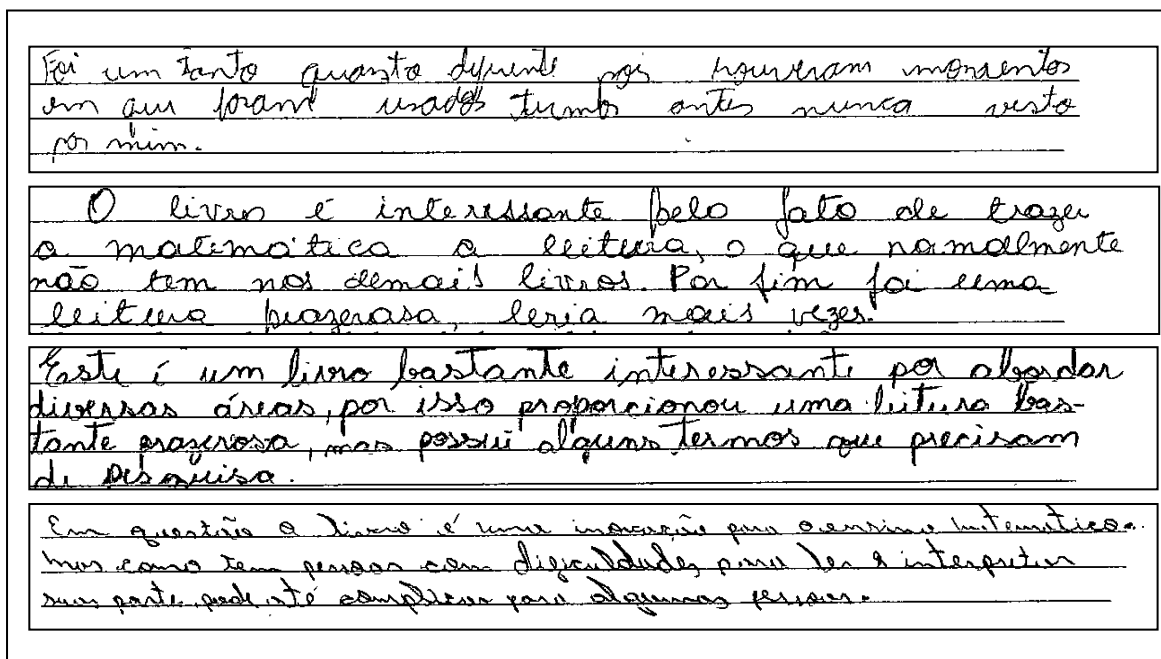 Foi um tanto quanto diferente pois houveram momentos
em que foram usados termos antes nunca visto
por mim.
O livro é interessante pelo fato de trazer
a matemática a leitura, o que normalmente
não tem nos demais livros. Por fim foi uma
leitura prazerosa, leria mais vezes.
Este é um livro bastante interessante por abordar
diversas áreas, por isso proporcionou uma leitura bas-
tante prazerosa, mas possui alguns termos que precisam
de pesquisa.
Em questão o livro é uma inovação para o ensino matemático.
Mas como tem pessoas com dificuldades para ler e interpretar
parte, pode até complicar para algumas pessoas.